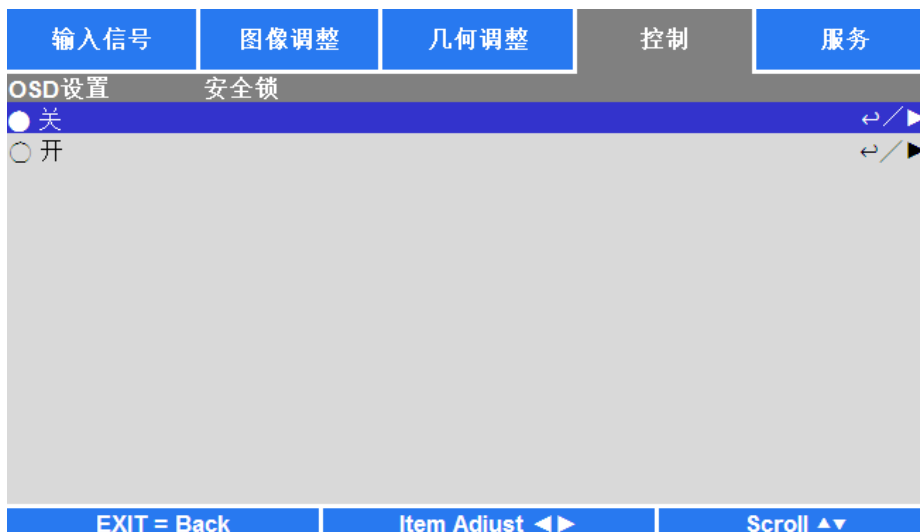 输入信号 图像调整 几何调整 控制 服务
OSD设置 安全锁
关
开
EXIT = Back Item Adjust ◀▶ Scroll ▲▼